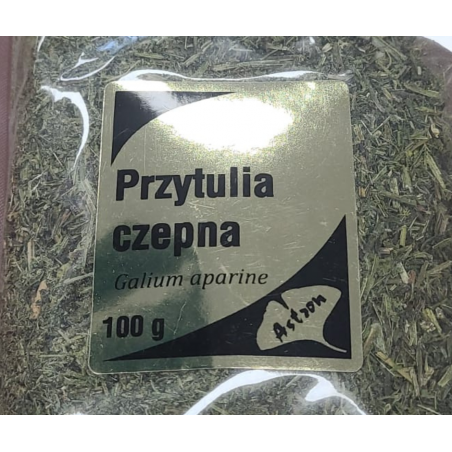 Przytulia
czepna
Galium aparine
100 g
Astron